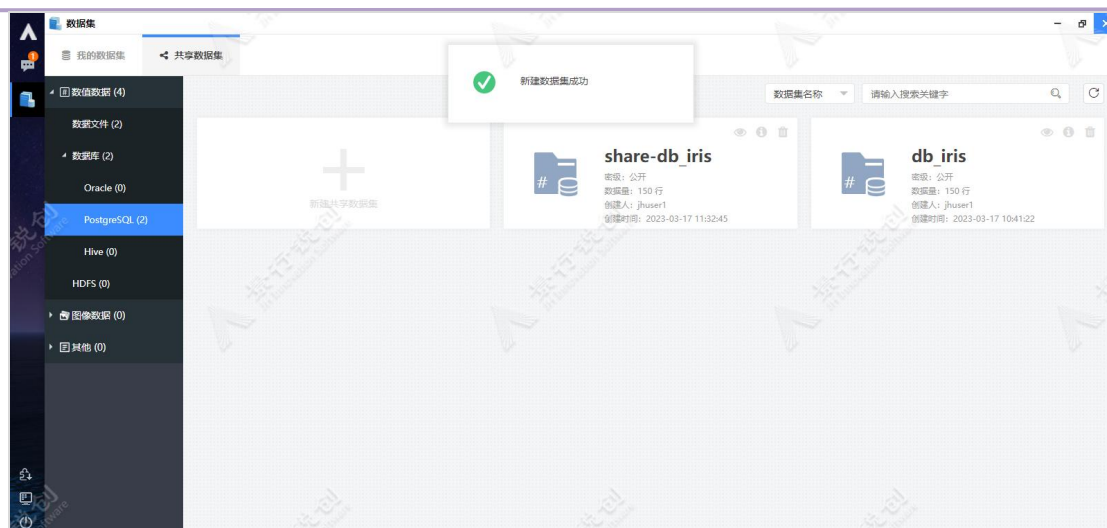 数据集
1
我的数据集
共享数据集
新建数据集成功
数值数据 (4)
数据集名称
请输入搜索关键字
数据文件 (2)
数据库 (2)
Oracle (0)
PostgreSQL (2)
Hive (0)
HDFS (0)
图像数据 (0)
其他 (0)
新建共享数据集
#
share-db_iris
密级：公开
数据量：150 行
创建人：jhuser1
创建时间：2023-03-17 11:32:45
#
db_iris
密级：公开
数据量：150 行
创建人：jhuser1
创建时间：2023-03-17 10:41:22